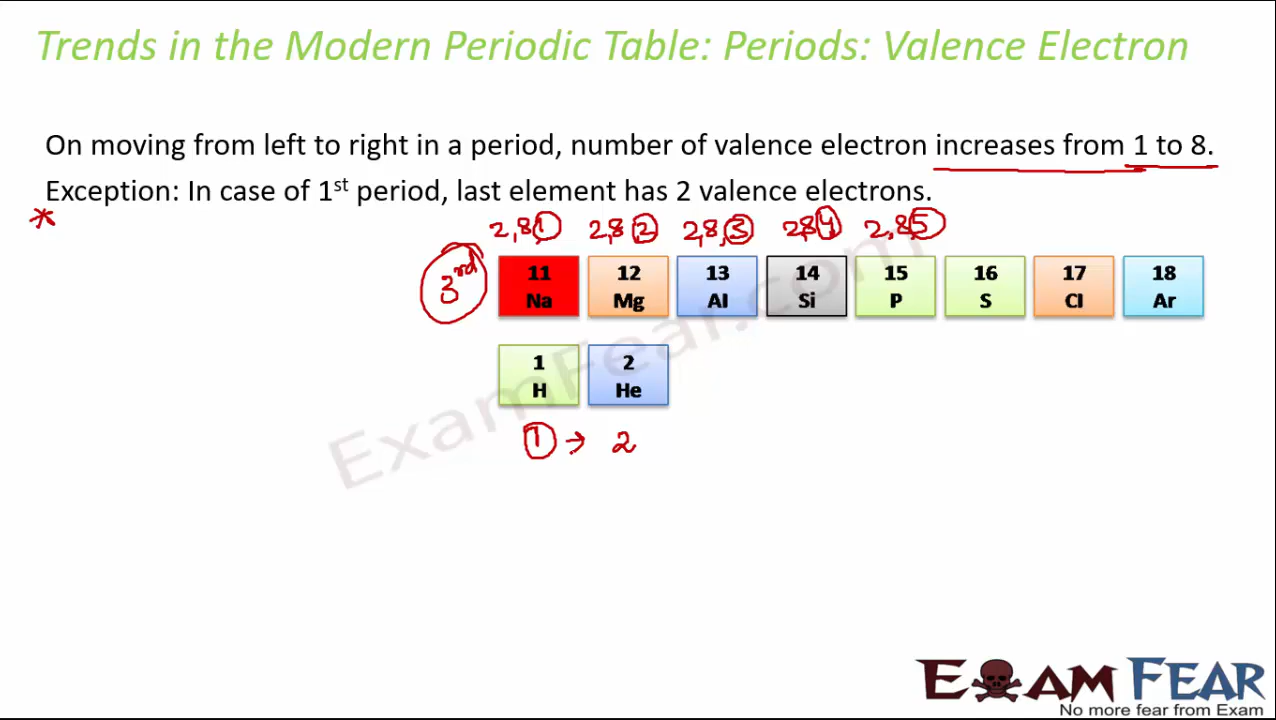 Trends in the Modern Periodic Table: Periods: Valence Electron
On moving from left to right in a period, number of valence electron increases from 1 to 8.
Exception: In case of 1st period, last element has 2 valence electrons.
*
2,8,1 2,8 2 2,8,3 2,8 4 2,8,5
3rd
11 12 13 14 15 16 17 18
Na Mg Al Si P S Cl Ar
1 2
H He
1 → 2
ExamFear.com
EXAM FEAR
No more fear from Exam